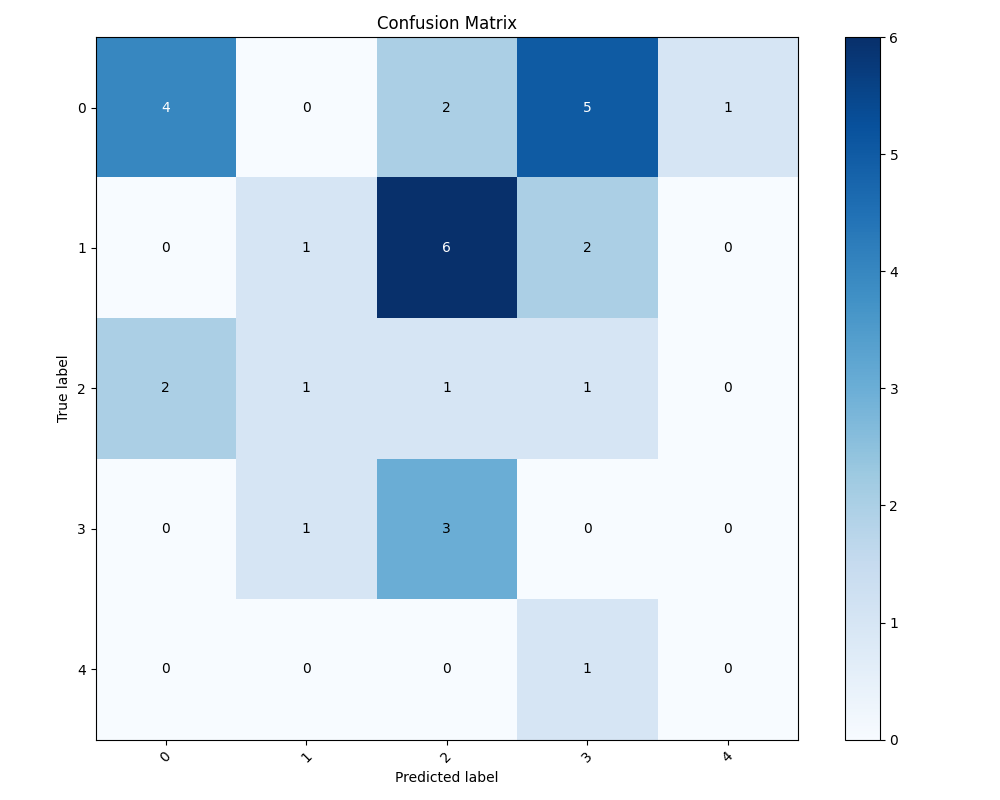 Confusion Matrix
0 4 0 2 5 1
1 0 1 6 2 0
2 2 1 1 1 0
3 0 1 3 0 0
4 0 0 0 1 0
0 1 2 3 4
True label
Predicted label
6
5
4
3
2
1
0